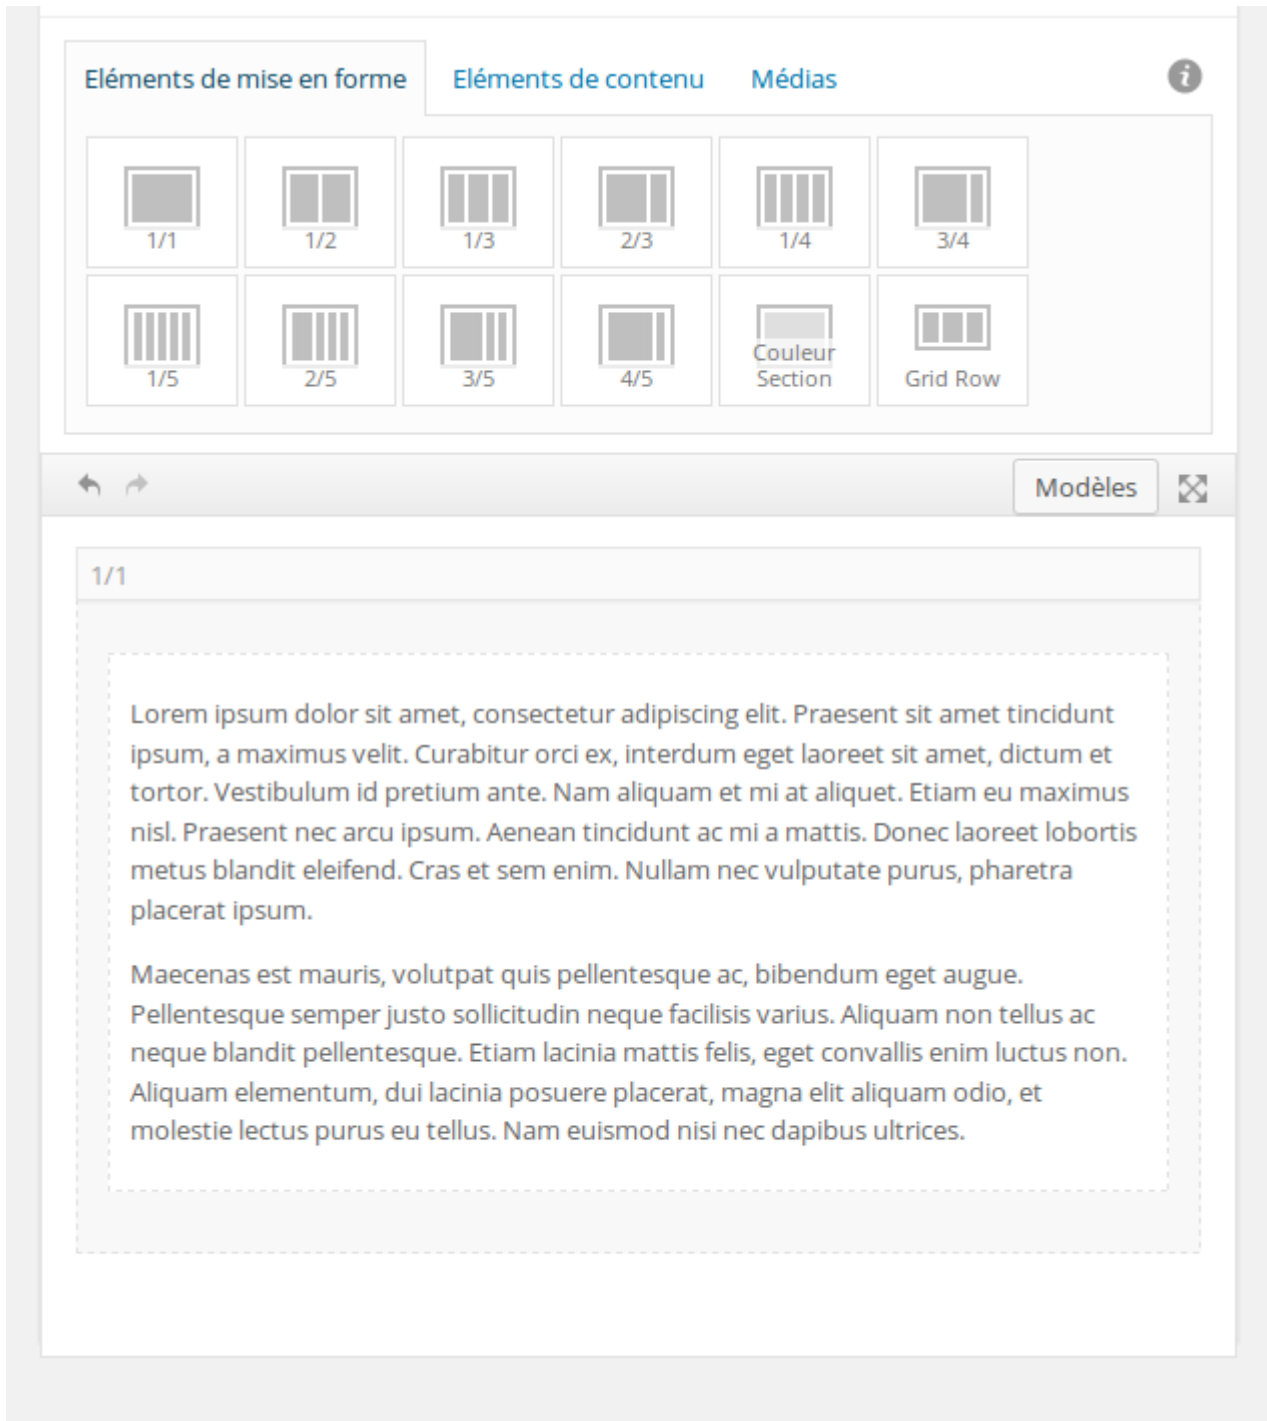 Eléments de mise en forme Eléments de contenu Médias
1/1 1/2 1/3 2/3 1/4 3/4
1/5 2/5 3/5 4/5 Couleur Section Grid Row
Modèles
1/1
Lorem ipsum dolor sit amet, consectetur adipiscing elit. Praesent sit amet tincidunt
ipsum, a maximus velit. Curabitur orci ex, interdum eget laoreet sit amet, dictum et
tortor. Vestibulum id pretium ante. Nam aliquam et mi at aliquet. Etiam eu maximus
nisl. Praesent nec arcu ipsum. Aenean tincidunt ac mi a mattis. Donec laoreet lobortis
metus blandit eleifend. Cras et sem enim. Nullam nec vulputate purus, pharetra
placerat ipsum.
Maecenas est mauris, volutpat quis pellentesque ac, bibendum eget augue.
Pellentesque semper justo sollicitudin neque facilisis varius. Aliquam non tellus ac
neque blandit pellentesque. Etiam lacinia mattis felis, eget convallis enim luctus non.
Aliquam elementum, dui lacinia posuere placerat, magna elit aliquam odio, et
molestie lectus purus eu tellus. Nam euismod nisi nec dapibus ultrices.